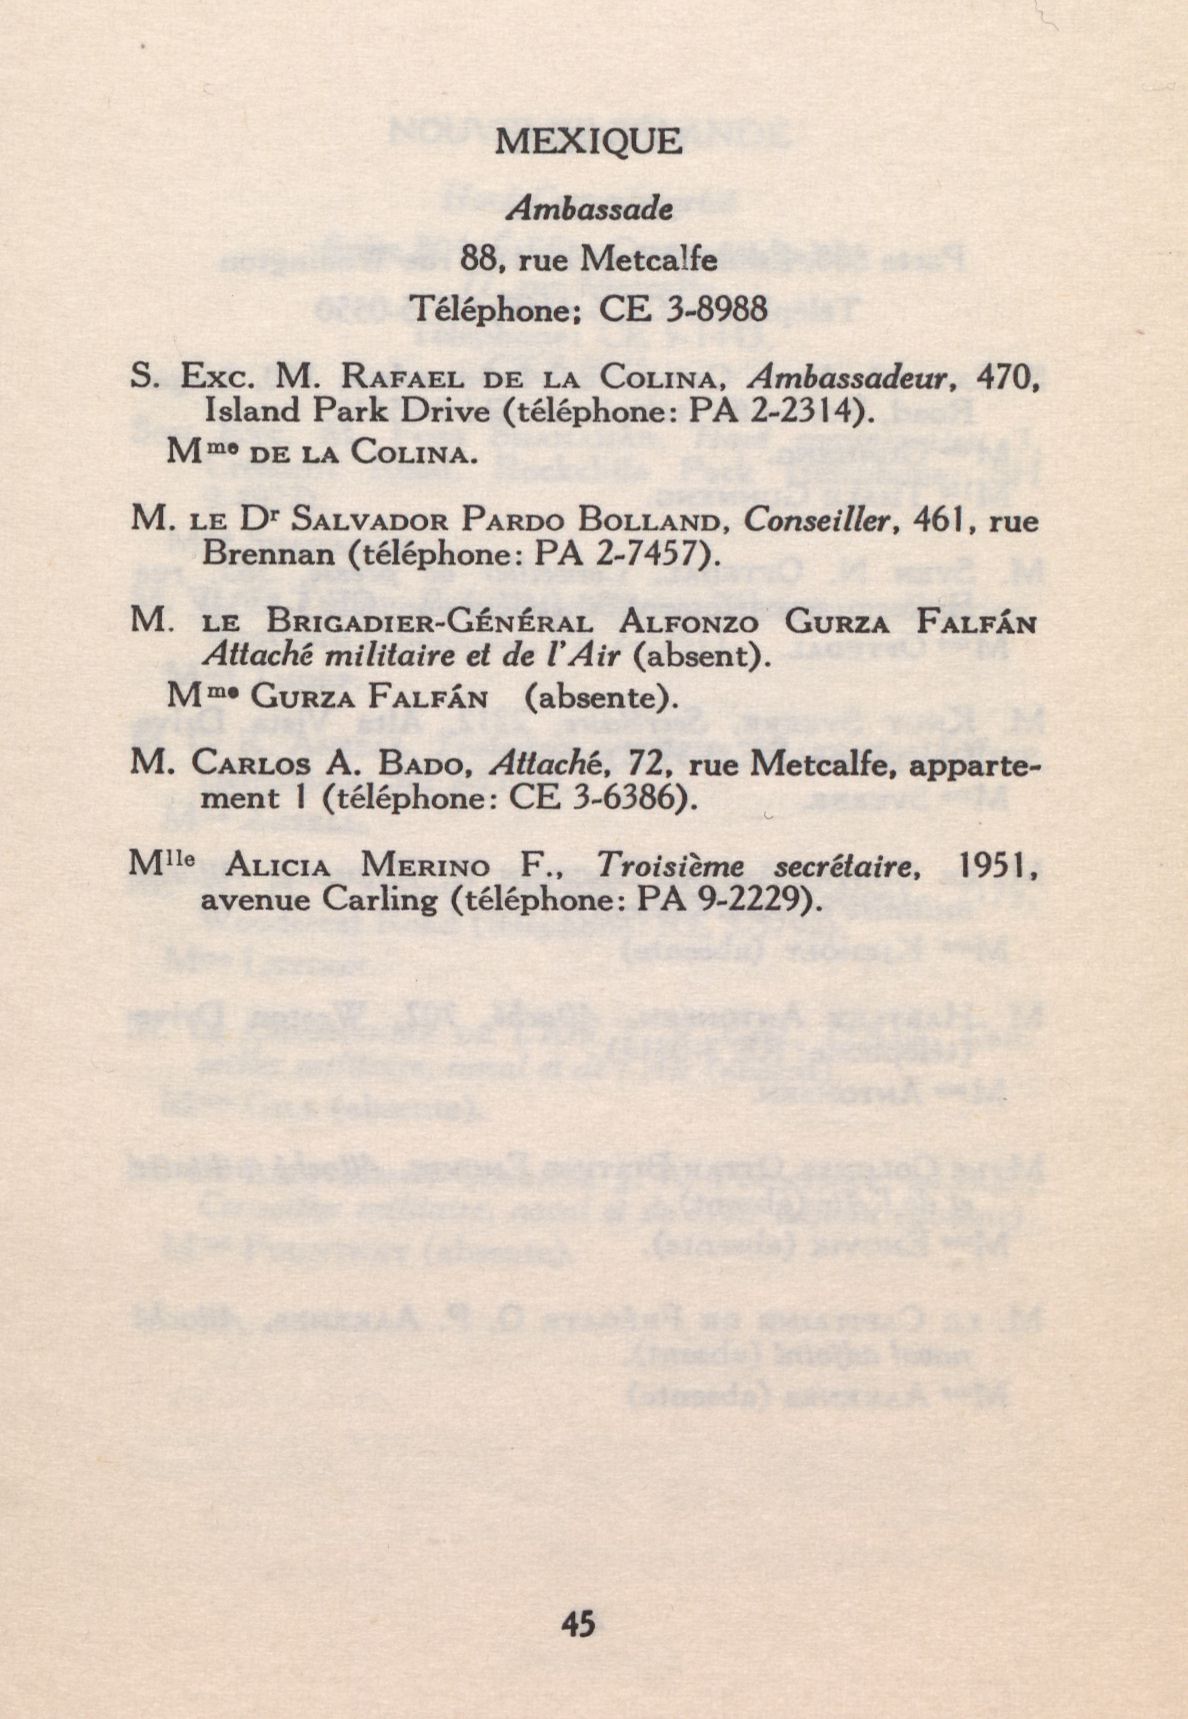 MEXIQUE
Ambassade
88, rue Metcalfe
Téléphone: CE 3-8988
S. Exc. M. Rafael de la Colina, Ambassadeur, 470,
Island Park Drive (téléphone: PA 2-2314).
Mme de la Colina.
M. le Dr Salvador Pardo Bolland, Conseiller, 461, rue
Brennan (téléphone: PA 2-7457).
M. le Brigadier-Général Alfonzo Gurza Falfán
Attaché militaire et de l'Air (absent).
Mme Gurza Falfán (absente).
M. Carlos A. Bado, Attaché, 72, rue Metcalfe, apparte-
ment 1 (téléphone: CE 3-6386).
Mlle Alicia Merino F., Troisième secrétaire, 1951,
avenue Carling (téléphone: PA 9-2229).
45